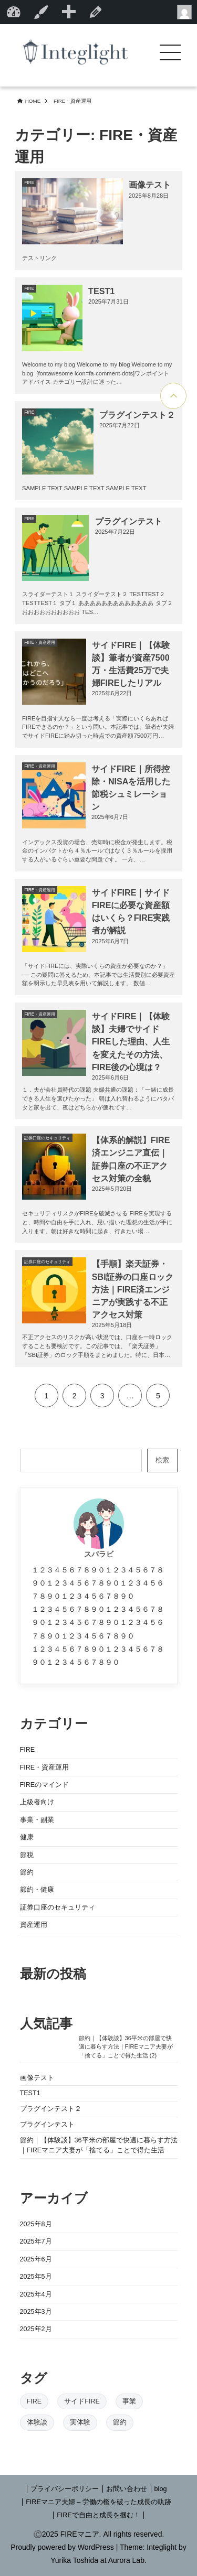 Integlight
HOME > FIRE・資産運用
カテゴリー: FIRE・資産
運用
FIRE
画像テスト
2025年8月28日
テストリンク
FIRE
TEST1
2025年7月31日
Welcome to my blog Welcome to my blog Welcome to my
blog  [fontawesome icon=fa-comment-dots]ワンポイント
アドバイス カテゴリー設計に迷った…
FIRE
プラグインテスト２
2025年7月22日
SAMPLE TEXT SAMPLE TEXT SAMPLE TEXT
FIRE
プラグインテスト
2025年7月22日
スライダーテスト１ スライダーテスト２ TESTTEST２
TESTTEST１ タブ１ ああああああああああああ タブ２
おおおおおおおおおお TES…
FIRE・資産運用
これから、
はどこへ
かうのだろう」
サイドFIRE｜【体験
談】筆者が資産7500
万・生活費25万で夫
婦FIREしたリアル
2025年6月22日
FIREを目指す人なら一度は考える「実際にいくらあれば
FIREできるのか？」という問い。本記事では、筆者が夫婦
でサイドFIREに踏み切った時点での資産額7500万円…
FIRE・資産運用
サイドFIRE｜所得控
除・NISAを活用した
節税シュミレーショ
ン
2025年6月7日
インデックス投資の場合、売却時に税金が発生します。税
金のインパクトから４％ルールではなく３％ルールを採用
する人がいるぐらい重要な問題です。 一方、…
FIRE・資産運用
サイドFIRE｜サイド
FIREに必要な資産額
はいくら？FIRE実践
者が解説
2025年6月7日
「サイドFIREには、実際いくらの資産が必要なのか？」
──この疑問に答えるため、本記事では生活費別に必要資産
額を明示した早見表を用いて解説します。 数値…
FIRE・資産運用
サイドFIRE｜【体験
談】夫婦でサイド
FIREした理由、人生
を変えたその方法、
FIRE後の心境は？
2025年6月6日
１．夫が会社員時代の課題 夫婦共通の課題：「一緒に成長
できる人生を選びたかった」 朝は入れ替わるようにバタバ
タと家を出て、夜はどちらかが疲れてす…
証券口座のセキュリティ
【体系的解説】FIRE
済エンジニア直伝｜
証券口座の不正アク
セス対策の全貌
2025年5月20日
セキュリティリスクがFIREを破滅させる FIREを実現する
と、時間や自由を手に入れ、思い描いた理想の生活が手に
入ります。朝は好きな時間に起き、行きたい場…
証券口座のセキュリティ
【手順】楽天証券・
SBI証券の口座ロック
方法｜FIRE済エンジ
ニアが実践する不正
アクセス対策
2025年5月18日
不正アクセスのリスクが高い状況では、口座を一時ロック
することも要検討です。この記事では、「楽天証券」
「SBI証券」のロック手順をまとめました。特に、日本…
1 2 3 … 5
検索
スパラビ
１２３４５６７８９０１２３４５６７８
９０１２３４５６７８９０１２３４５６
７８９０１２３４５６７８９０
１２３４５６７８９０１２３４５６７８
９０１２３４５６７８９０１２３４５６
７８９０１２３４５６７８９０
１２３４５６７８９０１２３４５６７８
９０１２３４５６７８９０
カテゴリー
FIRE
FIRE・資産運用
FIREのマインド
上級者向け
事業・副業
健康
節税
節約
節約・健康
証券口座のセキュリティ
資産運用
最新の投稿
人気記事
節約｜【体験談】36平米の部屋で快
適に暮らす方法｜FIREマニア夫妻が
「捨てる」ことで得た生活 (2)
画像テスト
TEST1
プラグインテスト２
プラグインテスト
節約｜【体験談】36平米の部屋で快適に暮らす方法
｜FIREマニア夫妻が「捨てる」ことで得た生活
アーカイブ
2025年8月
2025年7月
2025年6月
2025年5月
2025年4月
2025年3月
2025年2月
タグ
FIRE サイドFIRE 事業
体験談 実体験 節約
| プライバシーポリシー | お問い合わせ | blog
| FIREマニア夫婦 – 労働の檻を破った成長の軌跡
| FIREで自由と成長を掴む！ |
Ⓒ2025 FIREマニア. All rights reserved.
Proudly powered by WordPress | Theme: Integlight by
Yurika Toshida at Aurora Lab.